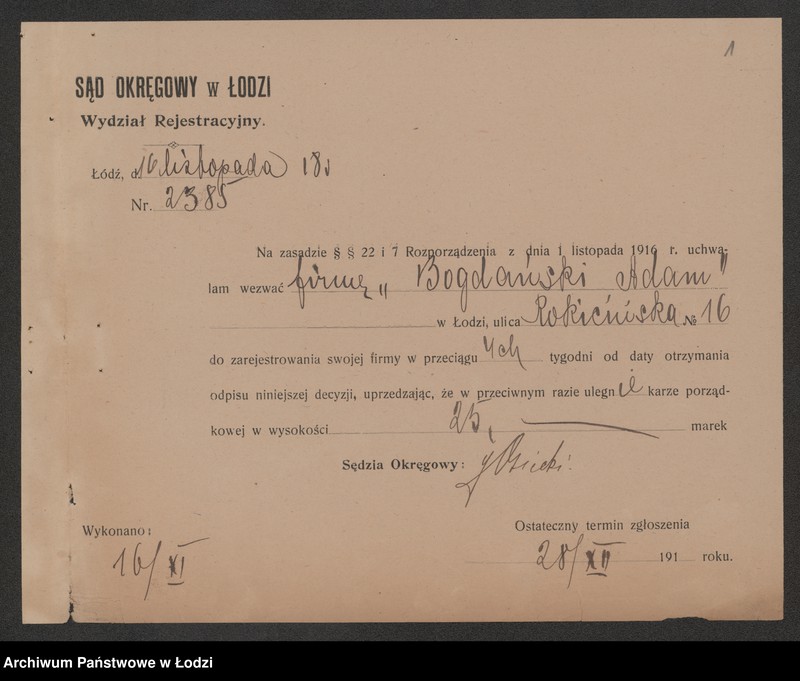 1
SĄD OKRĘGOWY w ŁODZI
Wydział Rejestracyjny.
Łódź, d. 16 listopada 18
Nr. 2385
Na zasadzie § § 22 i 7 Rozporządzenia z dnia 1 listopada 1916 r. uchwa-
lam wezwać firmę „Bogdański Adam"
w Łodzi, ulica Rokicińska № 16
do zarejestrowania swojej firmy w przeciągu 4ch tygodni od daty otrzymania
odpisu niniejszej decyzji, uprzedzając, że w przeciwnym razie ulegnie karze porząd-
kowej w wysokości 25, — marek
Sędzia Okręgowy:
Wykonano:
16/XI
Ostateczny termin zgłoszenia
28/XII 191 roku.
Archiwum Państwowe w Łodzi